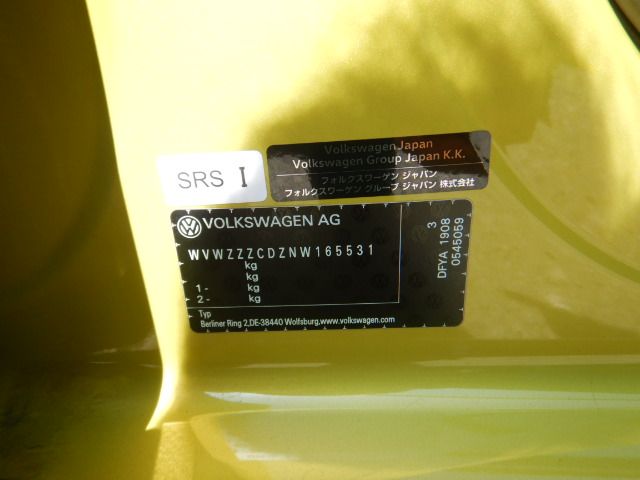 VolkswagenJapan
Volkswagen Group Japan K.K.
フォルクスワーゲン ジャパン
フォルクスワーゲン グループ ジャパン 株式会社
SRS I
VOLKSWAGEN AG
WVWZZZCDZNW165531
kg
kg
1 - kg
2 - kg
Typ
Berliner Ring 2,DE-38440 Wolfsburg,www.volkswagen.com
3
DFYA 1908
0545059